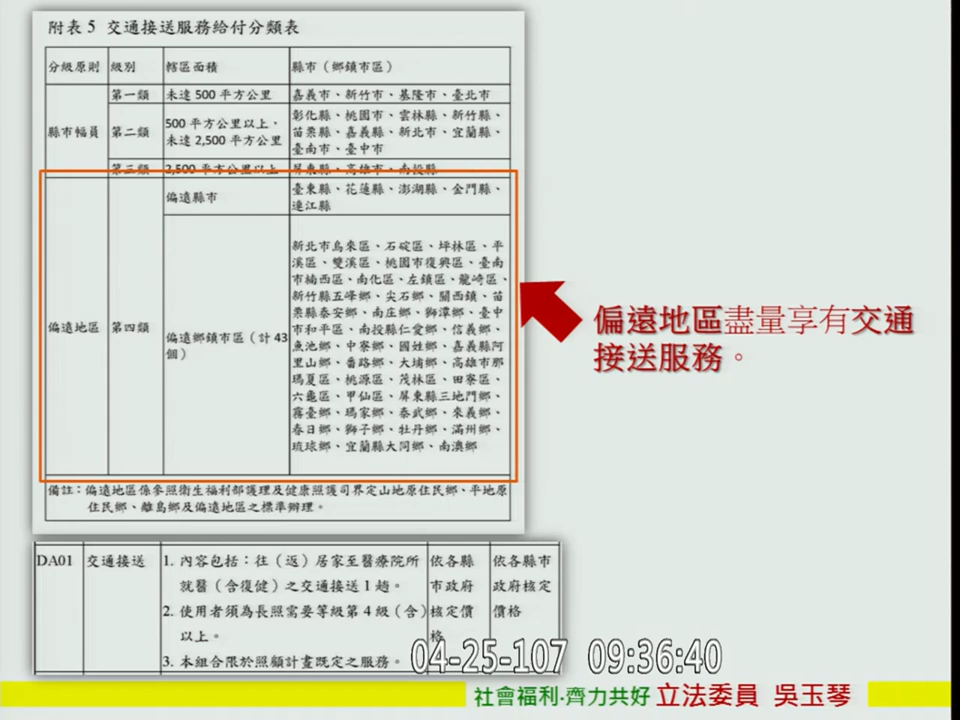 附表 5 交通接送服務給付分類表
分級原則 級別 轄區面積 縣市（鄉鎮市區）
縣市幅員
第一類 未達 500 平方公里 嘉義市、新竹市、基隆市、臺北市
第二類 500 平方公里以上，未達 2,500 平方公里
彰化縣、桃園市、雲林縣、新竹縣、
苗栗縣、嘉義縣、新北市、宜蘭縣、
臺南市、臺中市
第三類 2,500 平方公里以上 屏東縣、高雄市、南投縣
偏遠地區 第四類
偏遠縣市
臺東縣、花蓮縣、澎湖縣、金門縣、
連江縣
偏遠鄉鎮市區（計 43
個）
新北市烏來區、石碇區、坪林區、平
溪區、雙溪區、桃園市復興區、臺南
市楠西區、南化區、左鎮區、龍崎區、
新竹縣五峰鄉、尖石鄉、關西鎮、苗
栗縣泰安鄉、南庄鄉、獅潭鄉、臺中
市和平區、南投縣仁愛鄉、信義鄉、
魚池鄉、中寮鄉、國姓鄉、嘉義縣阿
里山鄉、番路鄉、大埔鄉、高雄市那
瑪夏區、桃源區、茂林區、田寮區、
六龜區、甲仙區、屏東縣三地門鄉、
霧臺鄉、瑪家鄉、泰武鄉、來義鄉、
春日鄉、獅子鄉、牡丹鄉、滿州鄉、
琉球鄉、宜蘭縣大同鄉、南澳鄉
備註：偏遠地區係參照衛生福利部護理及健康照護司界定山地原住民鄉、平地原
住民鄉、離島鄉及偏遠地區之標準辦理。
偏遠地區盡量享有交通
接送服務。
DA01 交通接送
1. 內容包括：往（返）居家至醫療院所
就醫（含復健）之交通接送 1 趟。
2. 使用者須為長照需要等級第 4 級（含）
以上。
3. 本組合限於照顧計畫既定之服務。
依各縣
市政府
核定價
格
依各縣市
政府核定
價格
04-25-107 09:36:40
社會福利·齊力共好 立法委員 吳玉琴